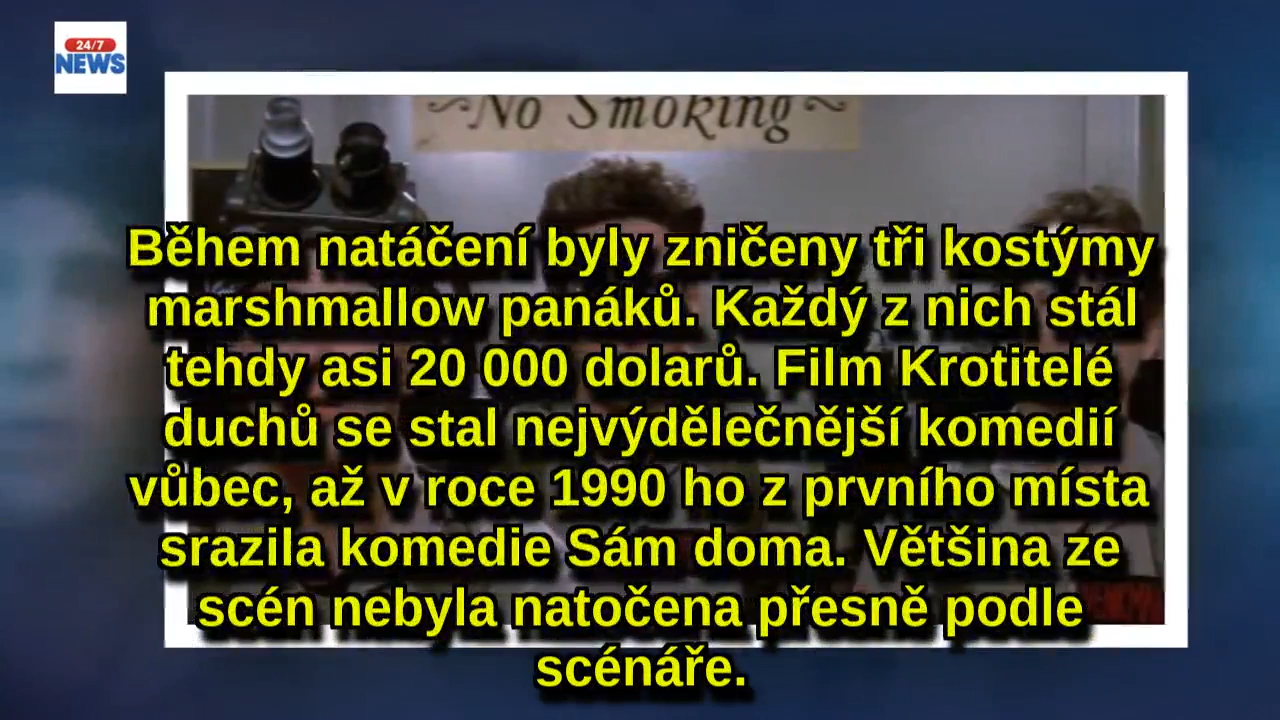 24/7
NEWS
No Smoking
Během natáčení byly zničeny tři kostýmy
marshmallow panáků. Každý z nich stál
tehdy asi 20 000 dolarů. Film Krotitelé
duchů se stal nejvýdělečnější komedií
vůbec, až v roce 1990 ho z prvního místa
srazila komedie Sám doma. Většina ze
scén nebyla natočena přesně podle
scénáře.